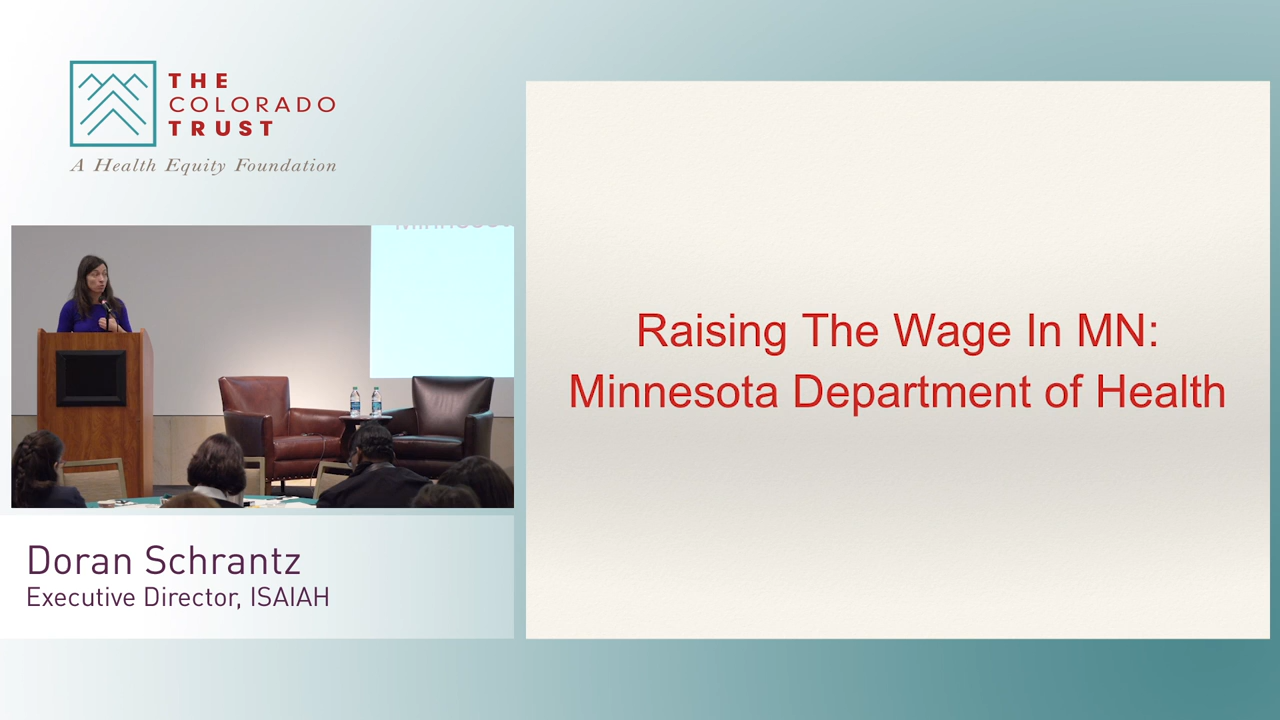 THE
COLORADO
TRUST
A Health Equity Foundation
Doran Schrantz
Executive Director, ISAIAH
Raising The Wage In MN:
Minnesota Department of Health